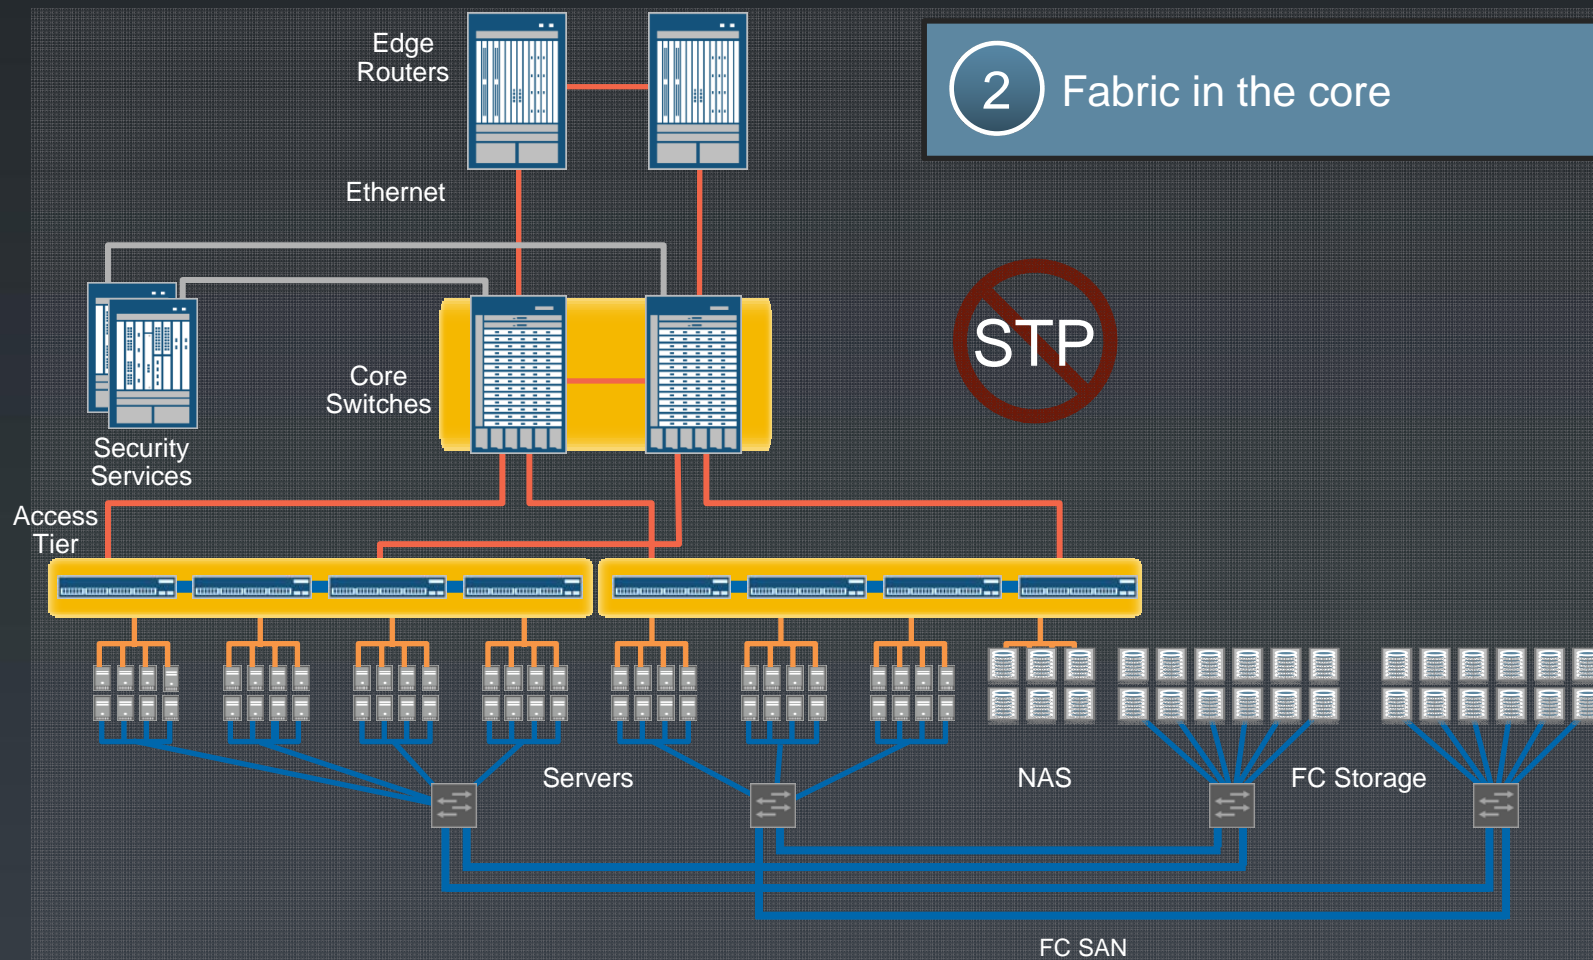 Edge
Routers
2
Fabric in the core
Ethernet
STP
Core
Switches
Security
Services
Access
Tier
Servers
NAS
FC Storage
FC SAN